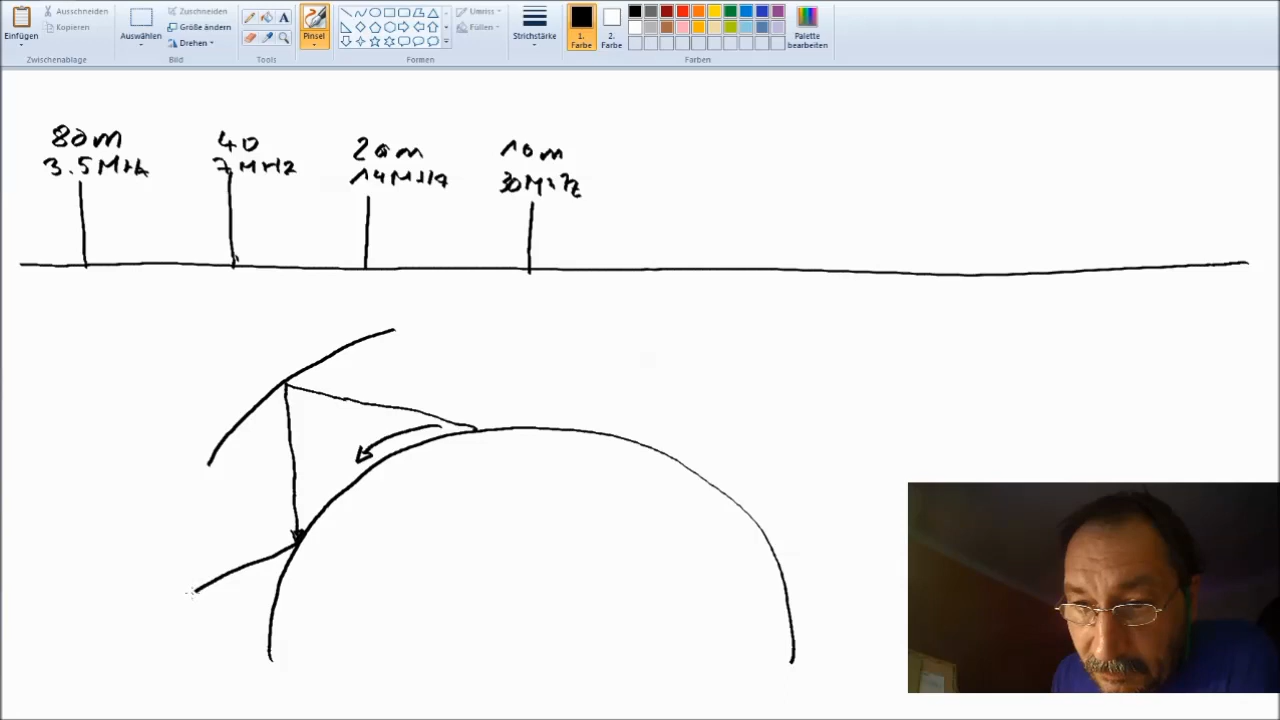 Einfügen
Ausschneiden
Kopieren
Zwischenablage
Auswählen
Zuschneiden
Größe ändern
Drehen
Bild
A
Tools
Pinsel
Umriss
Füllen
Formen
Strichstärke
1.
Farbe
2.
Farbe
Palette
bearbeiten
Farben
80m
3.5MHz
40
7MHz
20m
14MHz
10m
30MHz